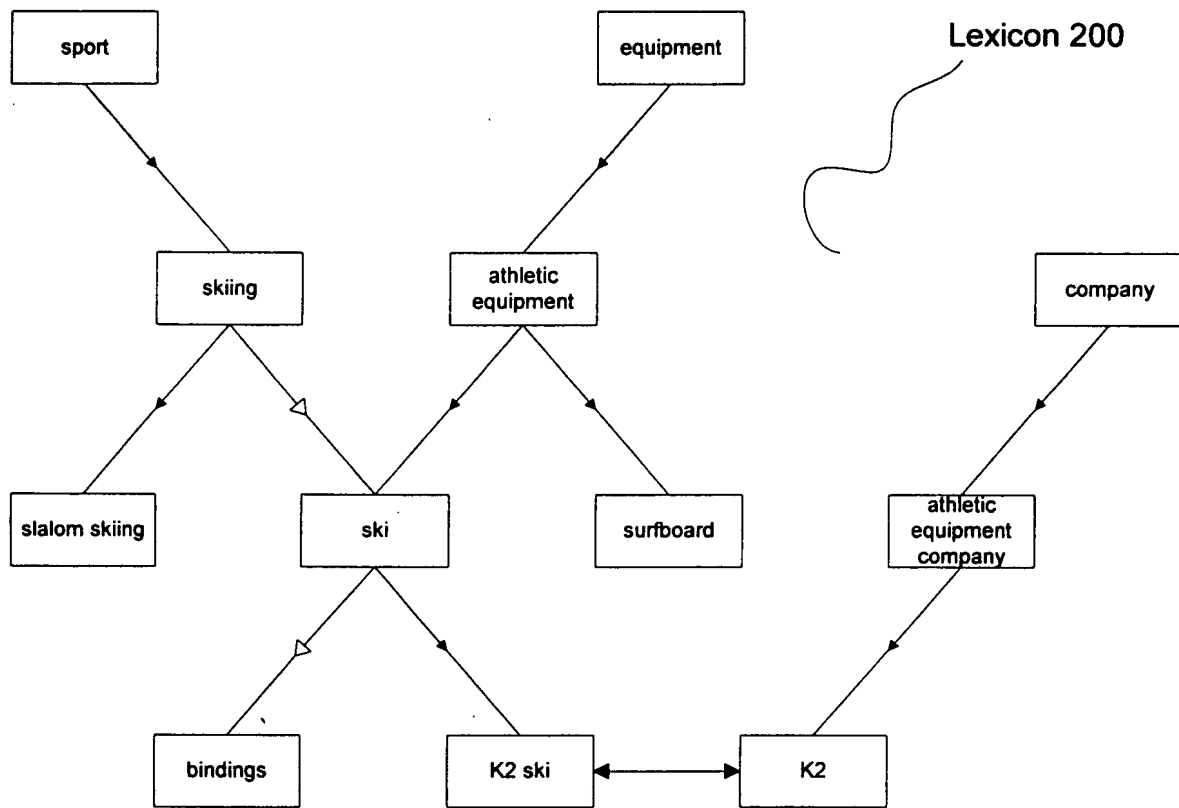 sport
equipment
Lexicon 200
skiing
athletic
equipment
company
slalom skiing
ski
surfboard
athletic
equipment
company
bindings
K2 ski
K2